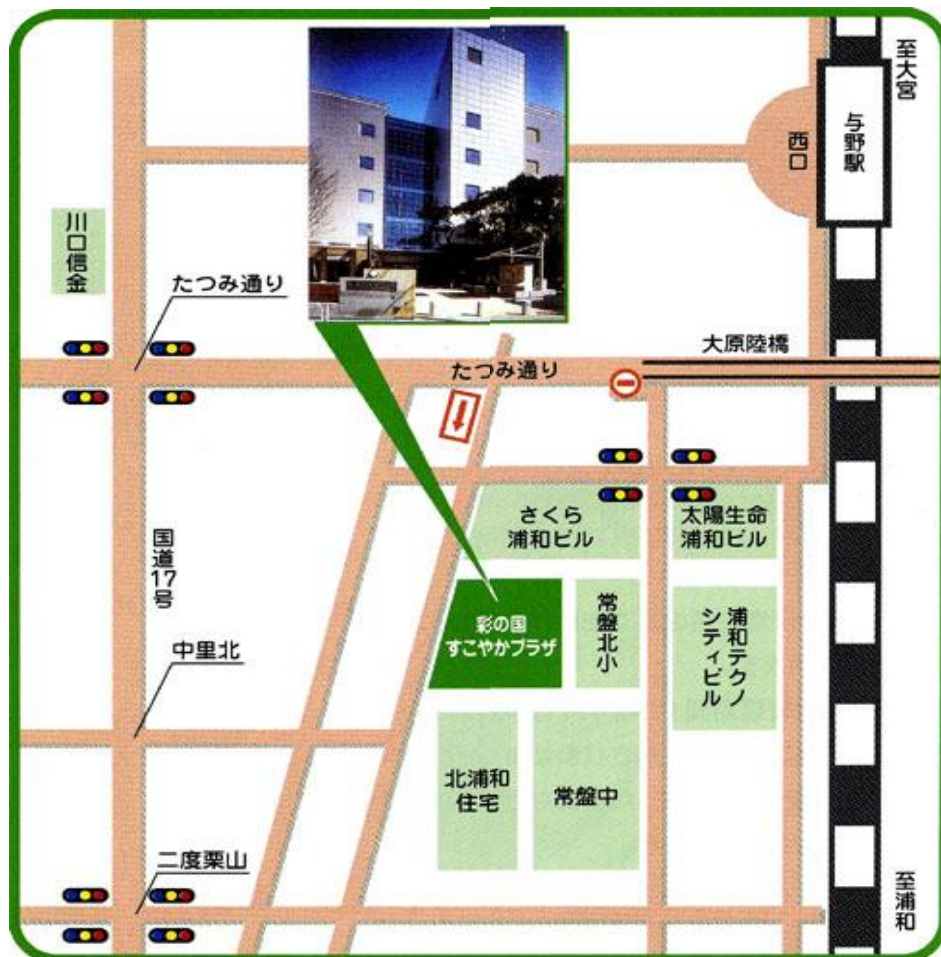 至大宮
与野駅
西口
川口信金
たつみ通り
大原陸橋
たつみ通り
さくら
浦和ビル
太陽生命
浦和ビル
国道17号
彩の国
すこやかプラザ
常盤北小
浦和テクノ
シティビル
中里北
北浦和
住宅
常盤中
二度栗山
至浦和